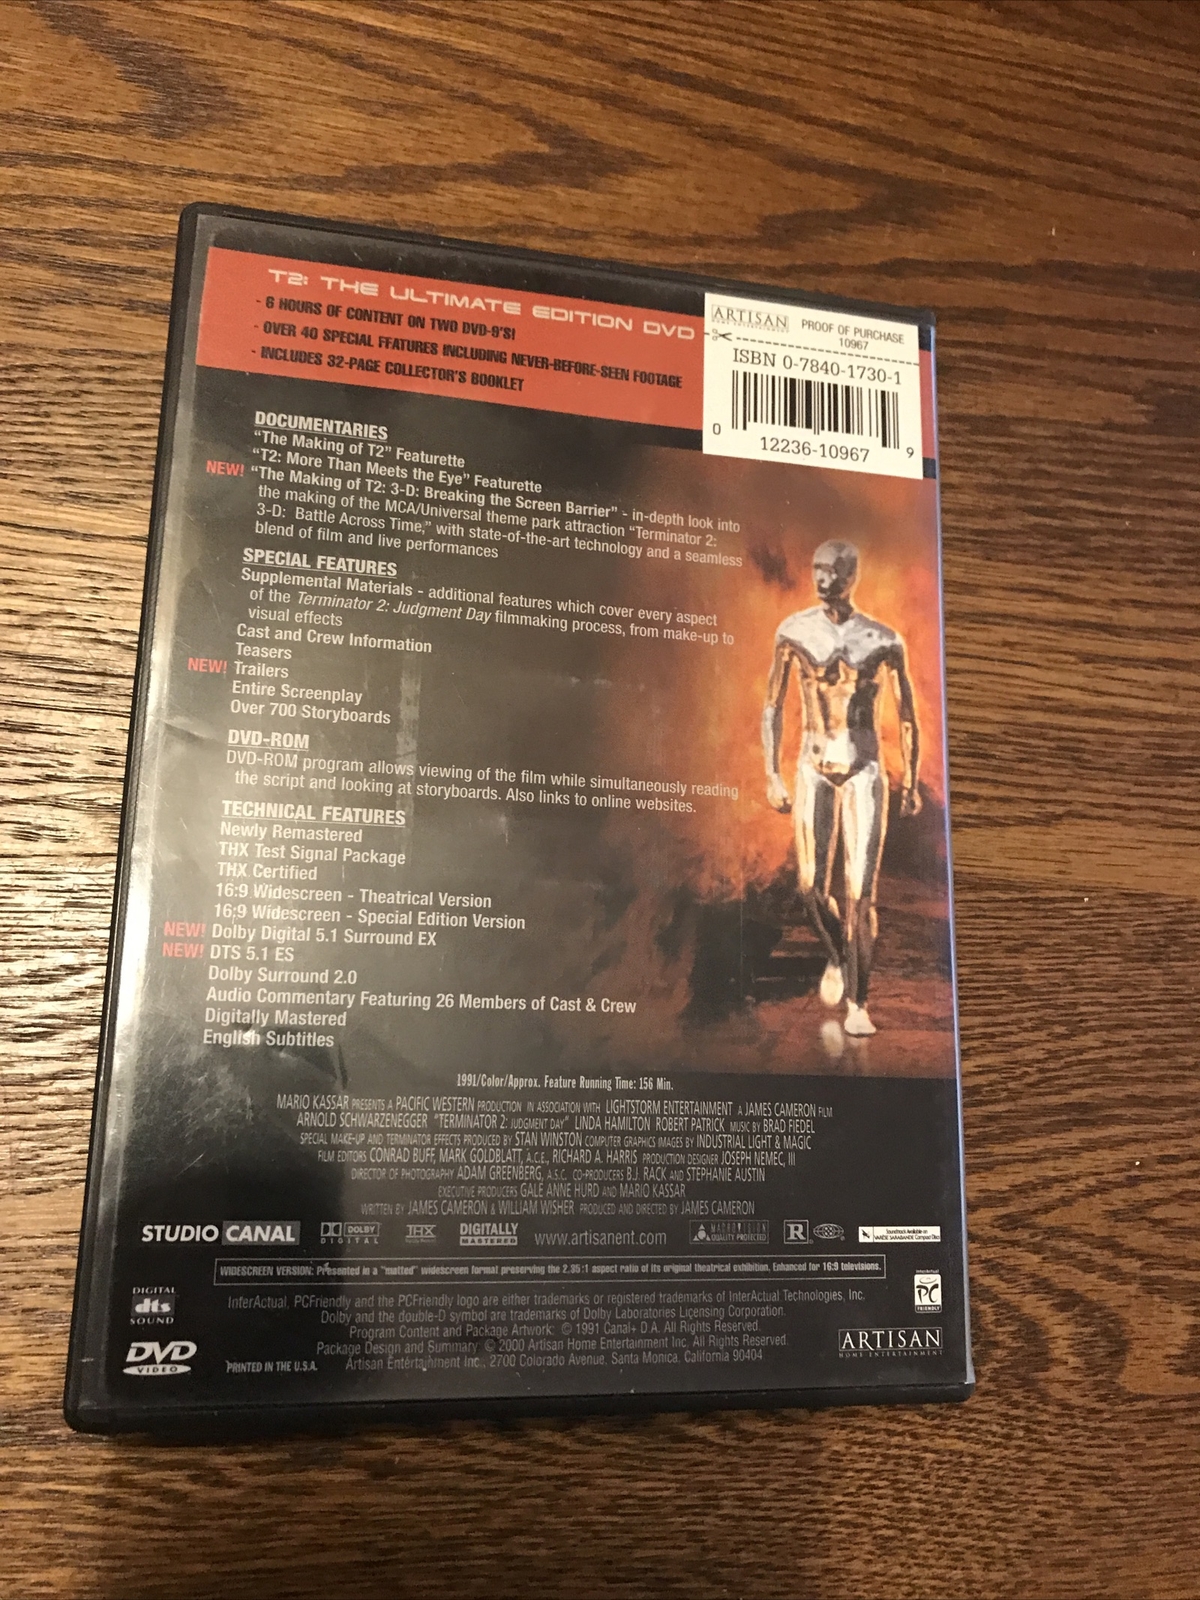 T2: THE ULTIMATE EDITION DVD
- 6 HOURS OF CONTENT ON TWO DVD-9'S!
- OVER 40 SPECIAL FEATURES INCLUDING NEVER-BEFORE-SEEN FOOTAGE
- INCLUDES 32-PAGE COLLECTOR'S BOOKLET
ARTISAN
PROOF OF PURCHASE
10967
ISBN 0-7840-1730-1
0 12236-10967 9
DOCUMENTARIES
"The Making of T2" Featurette
"T2: More Than Meets the Eye" Featurette
NEW! "The Making of T2: 3-D: Breaking the Screen Barrier" - in-depth look into
the making of the MCA/Universal theme park attraction "Terminator 2:
3-D: Battle Across Time," with state-of-the-art technology and a seamless
blend of film and live performances
SPECIAL FEATURES
Supplemental Materials - additional features which cover every aspect
of the Terminator 2: Judgment Day filmmaking process, from make-up to
visual effects
Cast and Crew Information
Teasers
NEW! Trailers
Entire Screenplay
Over 700 Storyboards
DVD-ROM
DVD-ROM program allows viewing of the film while simultaneously reading
the script and looking at storyboards. Also links to online websites.
TECHNICAL FEATURES
Newly Remastered
THX Test Signal Package
THX Certified
16:9 Widescreen - Theatrical Version
16:9 Widescreen - Special Edition Version
NEW! Dolby Digital 5.1 Surround EX
NEW! DTS 5.1 ES
Dolby Surround 2.0
Audio Commentary Featuring 26 Members of Cast & Crew
Digitally Mastered
English Subtitles
1991/Color/Approx. Feature Running Time: 156 Min.
MARIO KASSAR PRESENTS A PACIFIC WESTERN PRODUCTION IN ASSOCIATION WITH LIGHTSTORM ENTERTAINMENT A JAMES CAMERON FILM
ARNOLD SCHWARZENEGGER "TERMINATOR 2: JUDGMENT DAY" LINDA HAMILTON ROBERT PATRICK MUSIC BY BRAD FIEDEL
SPECIAL MAKE-UP AND TERMINATOR EFFECTS PRODUCED BY STAN WINSTON COMPUTER GRAPHICS IMAGES BY INDUSTRIAL LIGHT & MAGIC
FILM EDITORS CONRAD BUFF, MARK GOLDBLATT, A.C.E., RICHARD A. HARRIS PRODUCTION DESIGNER JOSEPH NEMEC, III
DIRECTOR OF PHOTOGRAPHY ADAM GREENBERG, A.S.C. CO-PRODUCERS B.J. RACK AND STEPHANIE AUSTIN
EXECUTIVE PRODUCERS GALE ANNE HURD AND MARIO KASSAR
WRITTEN BY JAMES CAMERON & WILLIAM WISHER PRODUCED AND DIRECTED BY JAMES CAMERON
STUDIO CANAL DOLBY DIGITAL THX DIGITALLY MASTERED www.artisanent.com MACROVISION QUALITY PROTECTED R
WIDESCREEN VERSION: Presented in a "matted" widescreen format preserving the 2.35:1 aspect ratio of its original theatrical exhibition. Enhanced for 16:9 televisions.
DIGITAL dts SOUND
InterActual PC FRIENDLY
InterActual, PCFriendly and the PCFriendly logo are either trademarks or registered trademarks of InterActual Technologies, Inc.
Dolby and the double-D symbol are trademarks of Dolby Laboratories Licensing Corporation.
Program Content and Package Artwork: © 1991 Canal+ D.A. All Rights Reserved.
Package Design and Summary © 2000 Artisan Home Entertainment Inc. All Rights Reserved.
Artisan Entertainment Inc., 2700 Colorado Avenue, Santa Monica, California 90404
DVD VIDEO
PRINTED IN THE U.S.A.
ARTISAN
HOME ENTERTAINMENT